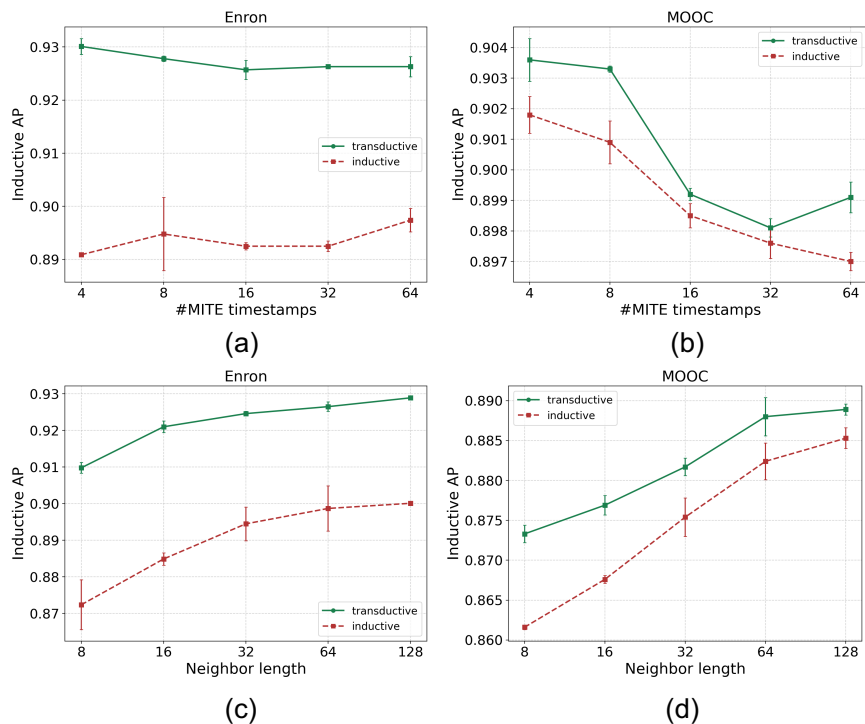 Enron
0.93
0.92
0.91
0.90
0.89
Inductive AP
transductive
inductive
4 8 16 32 64
#MITE timestamps
(a)
MOOC
0.904
0.903
0.902
0.901
0.900
0.899
0.898
0.897
Inductive AP
transductive
inductive
4 8 16 32 64
#MITE timestamps
(b)
Enron
0.93
0.92
0.91
0.90
0.89
0.88
0.87
Inductive AP
transductive
inductive
8 16 32 64 128
Neighbor length
(c)
MOOC
0.890
0.885
0.880
0.875
0.870
0.865
0.860
Inductive AP
transductive
inductive
8 16 32 64 128
Neighbor length
(d)